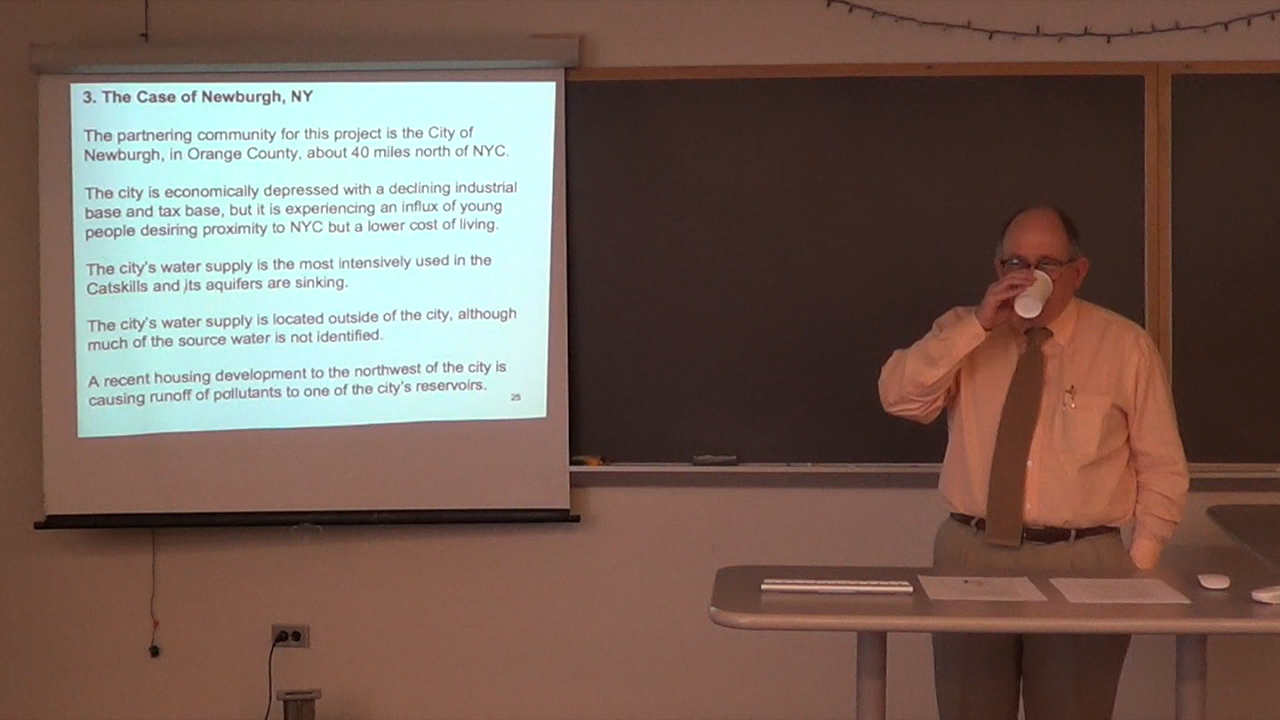 3. The Case of Newburgh, NY
The partnering community for this project is the City of
Newburgh, in Orange County, about 40 miles north of NYC.
The city is economically depressed with a declining industrial
base and tax base, but it is experiencing an influx of young
people desiring proximity to NYC but a lower cost of living.
The city's water supply is the most intensively used in the
Catskills and its aquifers are sinking.
The city's water supply is located outside of the city, although
much of the source water is not identified.
A recent housing development to the northwest of the city is
causing runoff of pollutants to one of the city's reservoirs.
25